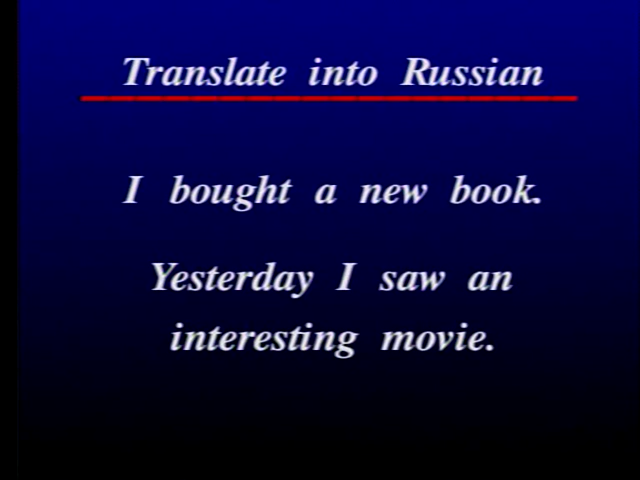 Translate into Russian
I bought a new book.
Yesterday I saw an
interesting movie.